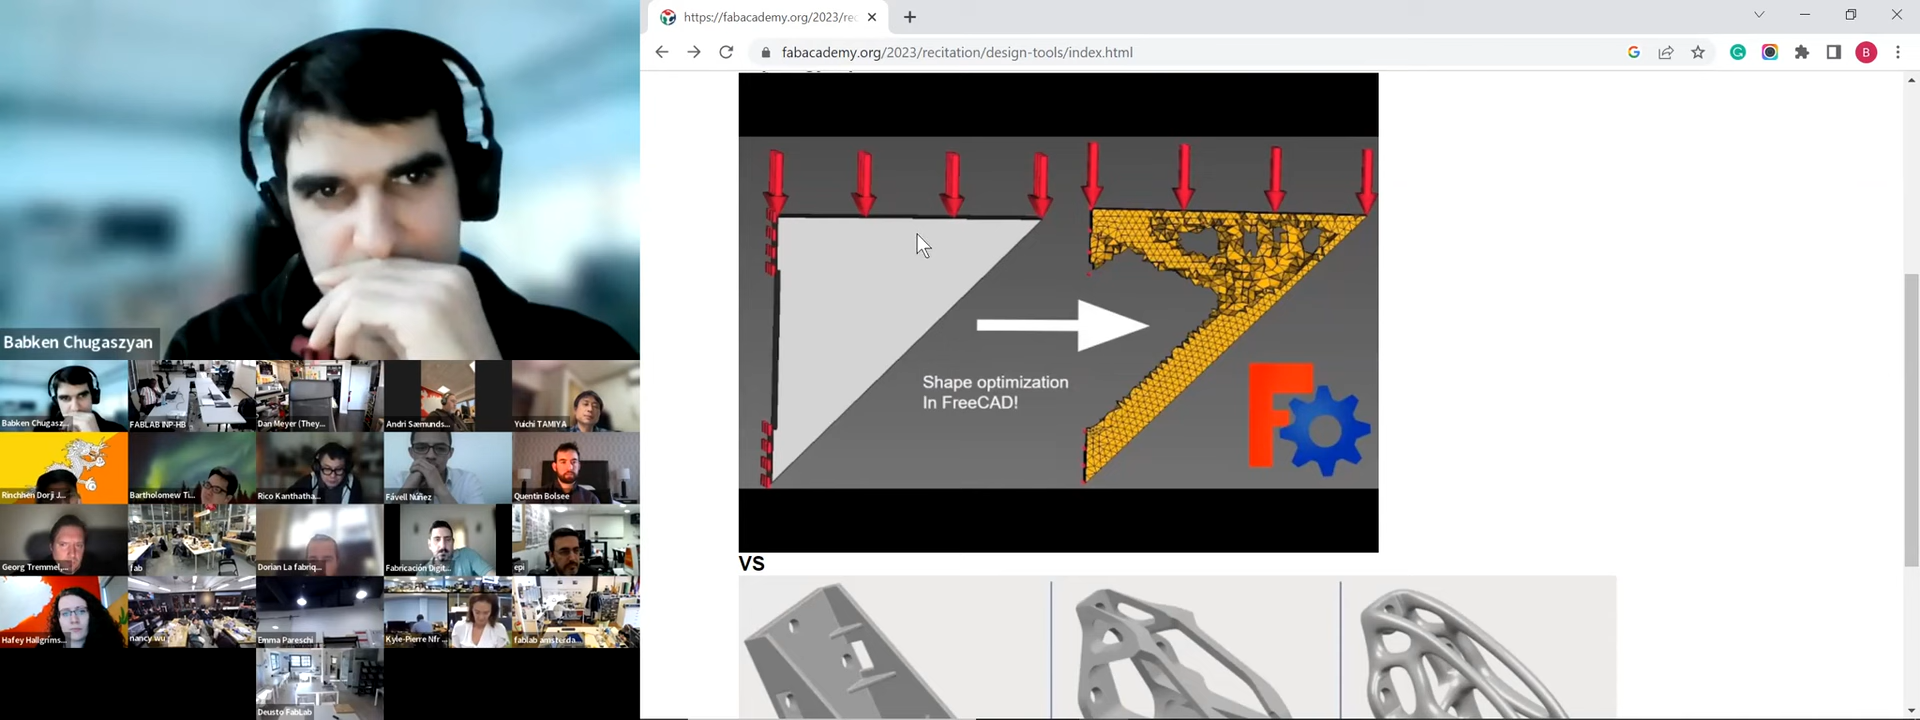 Babken Chugaszyan
Babken Chugasz...
FABLAB INP-HB
Dan Meyer (They...
Andri Sæmunds...
Yuichi TAMIYA
Rinchhen Dorji J...
Bartholomew Ti...
Rico Kanthatha...
Fávell Núñez
Quentin Bolsee
Georg Tremmel,...
fab
Dorian La fabriq...
Fabricación Digit...
epi
Hafey Hallgríms...
nancy wu
Emma Pareschi
Kyle-Pierre Nfr...
fablab amsterda...
Deusto FabLab
https://fabacademy.org/2023/rec
fabacademy.org/2023/recitation/design-tools/index.html
B
Shape optimization
In FreeCAD!
VS